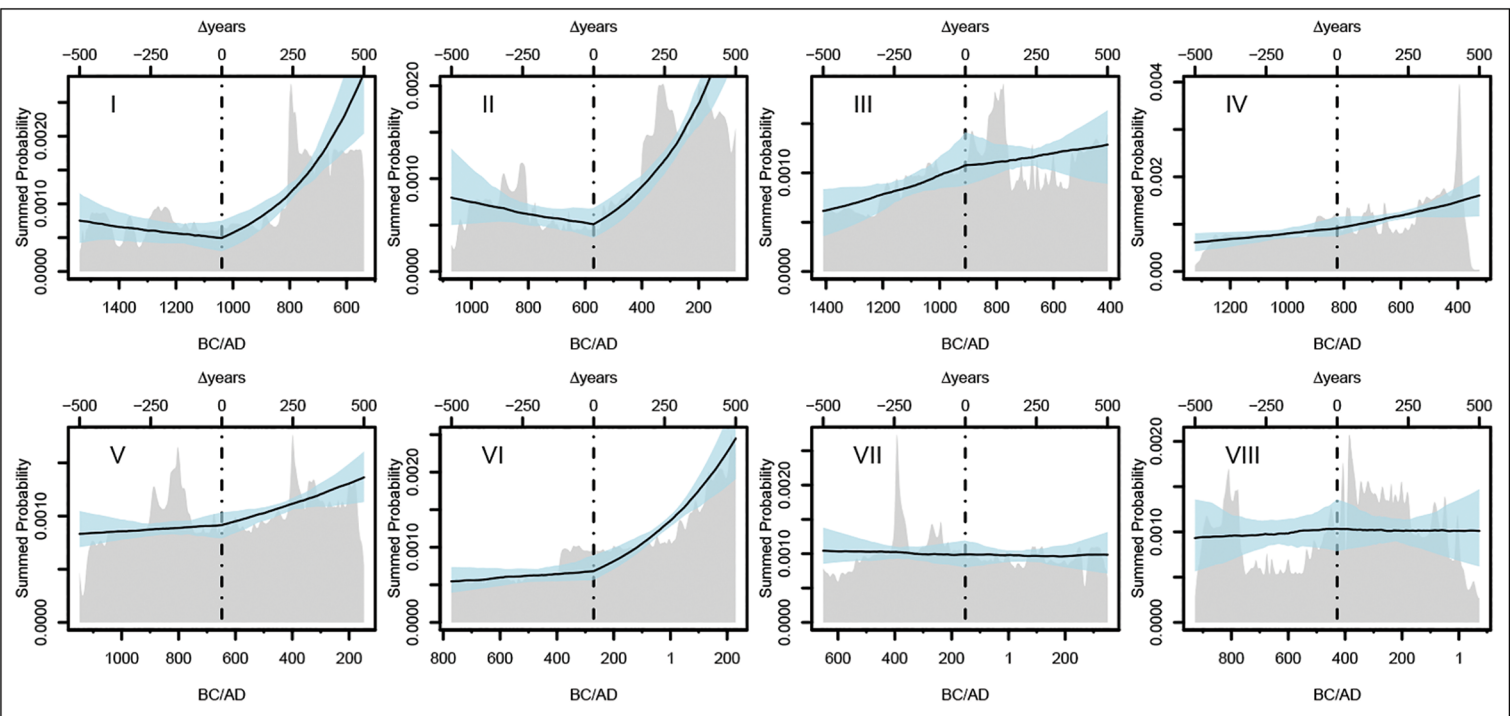 Δyears Δyears Δyears Δyears
−500 −250 0 250 500 −500 −250 0 250 500 −500 −250 0 250 500 −500 −250 0 250 500
I II III IV
Summed Probability Summed Probability Summed Probability Summed Probability
0.0000 0.0010 0.0020 0.0000 0.0010 0.0020 0.0000 0.0010 0.000 0.002 0.004
1400 1200 1000 800 600 1000 800 600 400 200 1400 1200 1000 800 600 400 1200 1000 800 600 400
BC/AD BC/AD BC/AD BC/AD
Δyears Δyears Δyears Δyears
−500 −250 0 250 500 −500 −250 0 250 500 −500 −250 0 250 500 −500 −250 0 250 500
V VI VII VIII
Summed Probability Summed Probability Summed Probability Summed Probability
0.0000 0.0010 0.0000 0.0010 0.0020 0.0000 0.0010 0.0020 0.0000 0.0010 0.0020
1000 800 600 400 200 800 600 400 200 1 200 600 400 200 1 200 800 600 400 200 1
BC/AD BC/AD BC/AD BC/AD